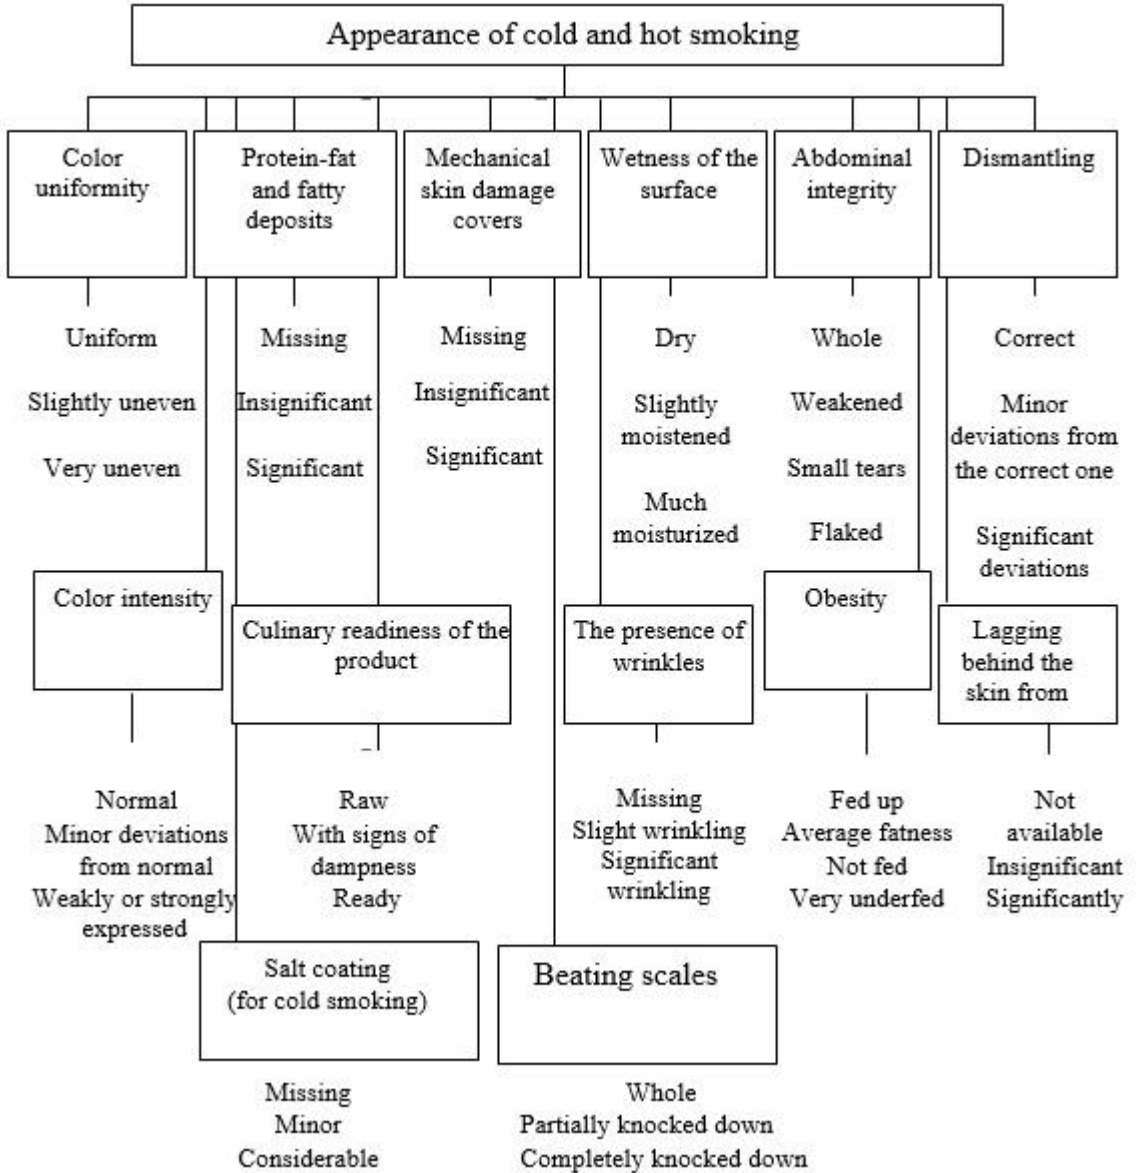 Appearance of cold and hot smoking
Color
uniformity
Protein-fat
and fatty
deposits
Mechanical
skin damage
covers
Wetness of the
surface
Abdominal
integrity
Dismantling
Uniform
Slightly uneven
Very uneven
Missing
Insignificant
Significant
Missing
Insignificant
Significant
Dry
Slightly
moistened
Much
moisturized
Whole
Weakened
Small tears
Flaked
Correct
Minor
deviations from
the correct one
Significant
deviations
Color intensity
Culinary readiness of the
product
The presence of
wrinkles
Obesity
Lagging
behind the
skin from
Normal
Minor deviations
from normal
Weakly or strongly
expressed
Raw
With signs of
dampness
Ready
Missing
Slight wrinkling
Significant
wrinkling
Fed up
Average fatness
Not fed
Very underfed
Not
available
Insignificant
Significantly
Salt coating
(for cold smoking)
Beating scales
Missing
Minor
Considerable
Whole
Partially knocked down
Completely knocked down